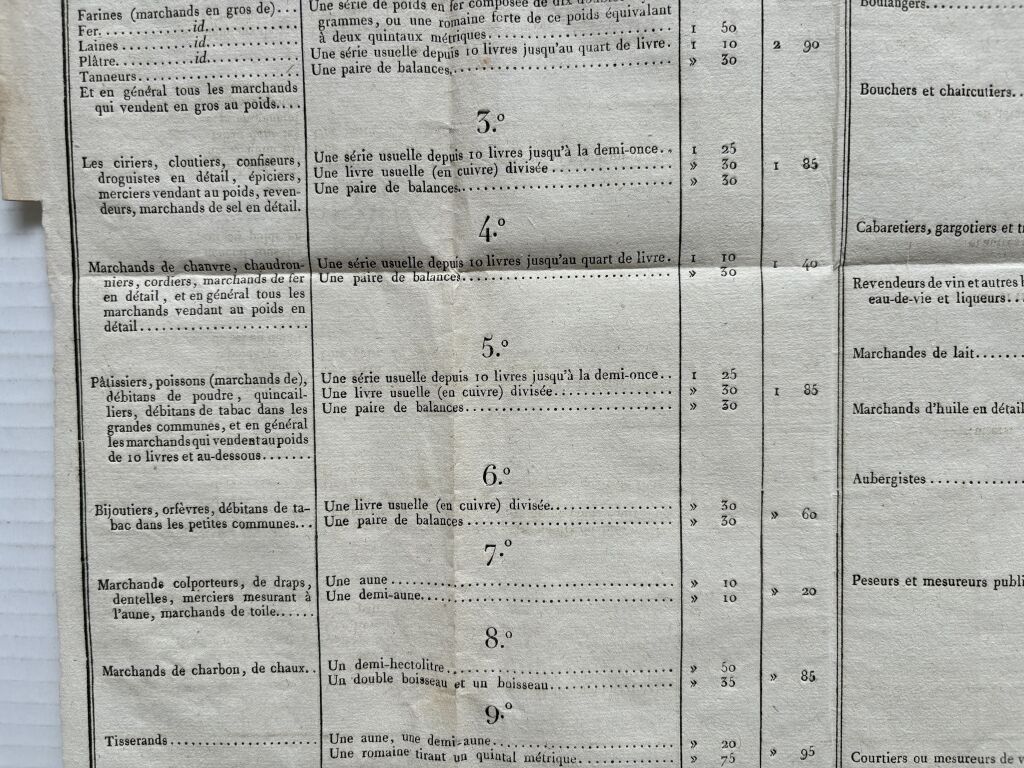 Farines (marchands en gros de)...
Fer..............id............
Laines...........id............
Plâtre...........id............
Tanneurs........................
Et en général tous les marchands
qui vendent en gros au poids....
Une série de poids en fer composée de dix
grammes, ou une romaine forte de ce poids équivalant
à deux quintaux métriques........ 1 50
Une série usuelle depuis 10 livres jusqu'au quart de livre. 1 10
Une paire de balances........ » 30
2 90
3.º
Les ciriers, cloutiers, confiseurs,
droguistes en détail, épiciers,
merciers vendant au poids, reven-
deurs, marchands de sel en détail.
Une série usuelle depuis 10 livres jusqu'à la demi-once.. 1 25
Une livre usuelle (en cuivre) divisée........ » 30
Une paire de balances........ » 30
1 85
4.º
Marchands de chanvre, chaudron-
niers, cordiers, marchands de fer
en détail, et en général tous les
marchands vendant au poids en
détail........
Une série usuelle depuis 10 livres jusqu'au quart de livre. 1 10
Une paire de balances........ » 30
1 40
5.º
Pâtissiers, poissons (marchands de),
débitans de poudre, quincail-
liers, débitans de tabac dans les
grandes communes, et en général
les marchands qui vendent au poids
de 10 livres et au-dessous.......
Une série usuelle depuis 10 livres jusqu'à la demi-once.. 1 25
Une livre usuelle (en cuivre) divisée........ » 30
Une paire de balances........ » 30
1 85
6.º
Bijoutiers, orfèvres, débitans de ta-
bac dans les petites communes...
Une livre usuelle (en cuivre) divisée........ » 30
Une paire de balances........ » 30
» 60
7.º
Marchands colporteurs, de draps,
dentelles, merciers mesurant à
l'aune, marchands de toile......
Une aune........ » 10
Une demi-aune........ » 10
» 20
8.º
Marchands de charbon, de chaux..
Un demi-hectolitre........ » 50
Un double boisseau et un boisseau........ » 35
» 85
9.º
Tisserands........
Une aune, une demi-aune........ » 20
Une romaine tirant un quintal métrique........ » 75
» 95
Boulangers.
Bouchers et chaircutiers..
Cabaretiers, gargotiers et
Revendeurs de vin et autres
eau-de-vie et liqueurs...
Marchandes de lait.......
Marchands d'huile en détail
Aubergistes..........
Peseurs et mesureurs
Courtiers ou mesureurs de